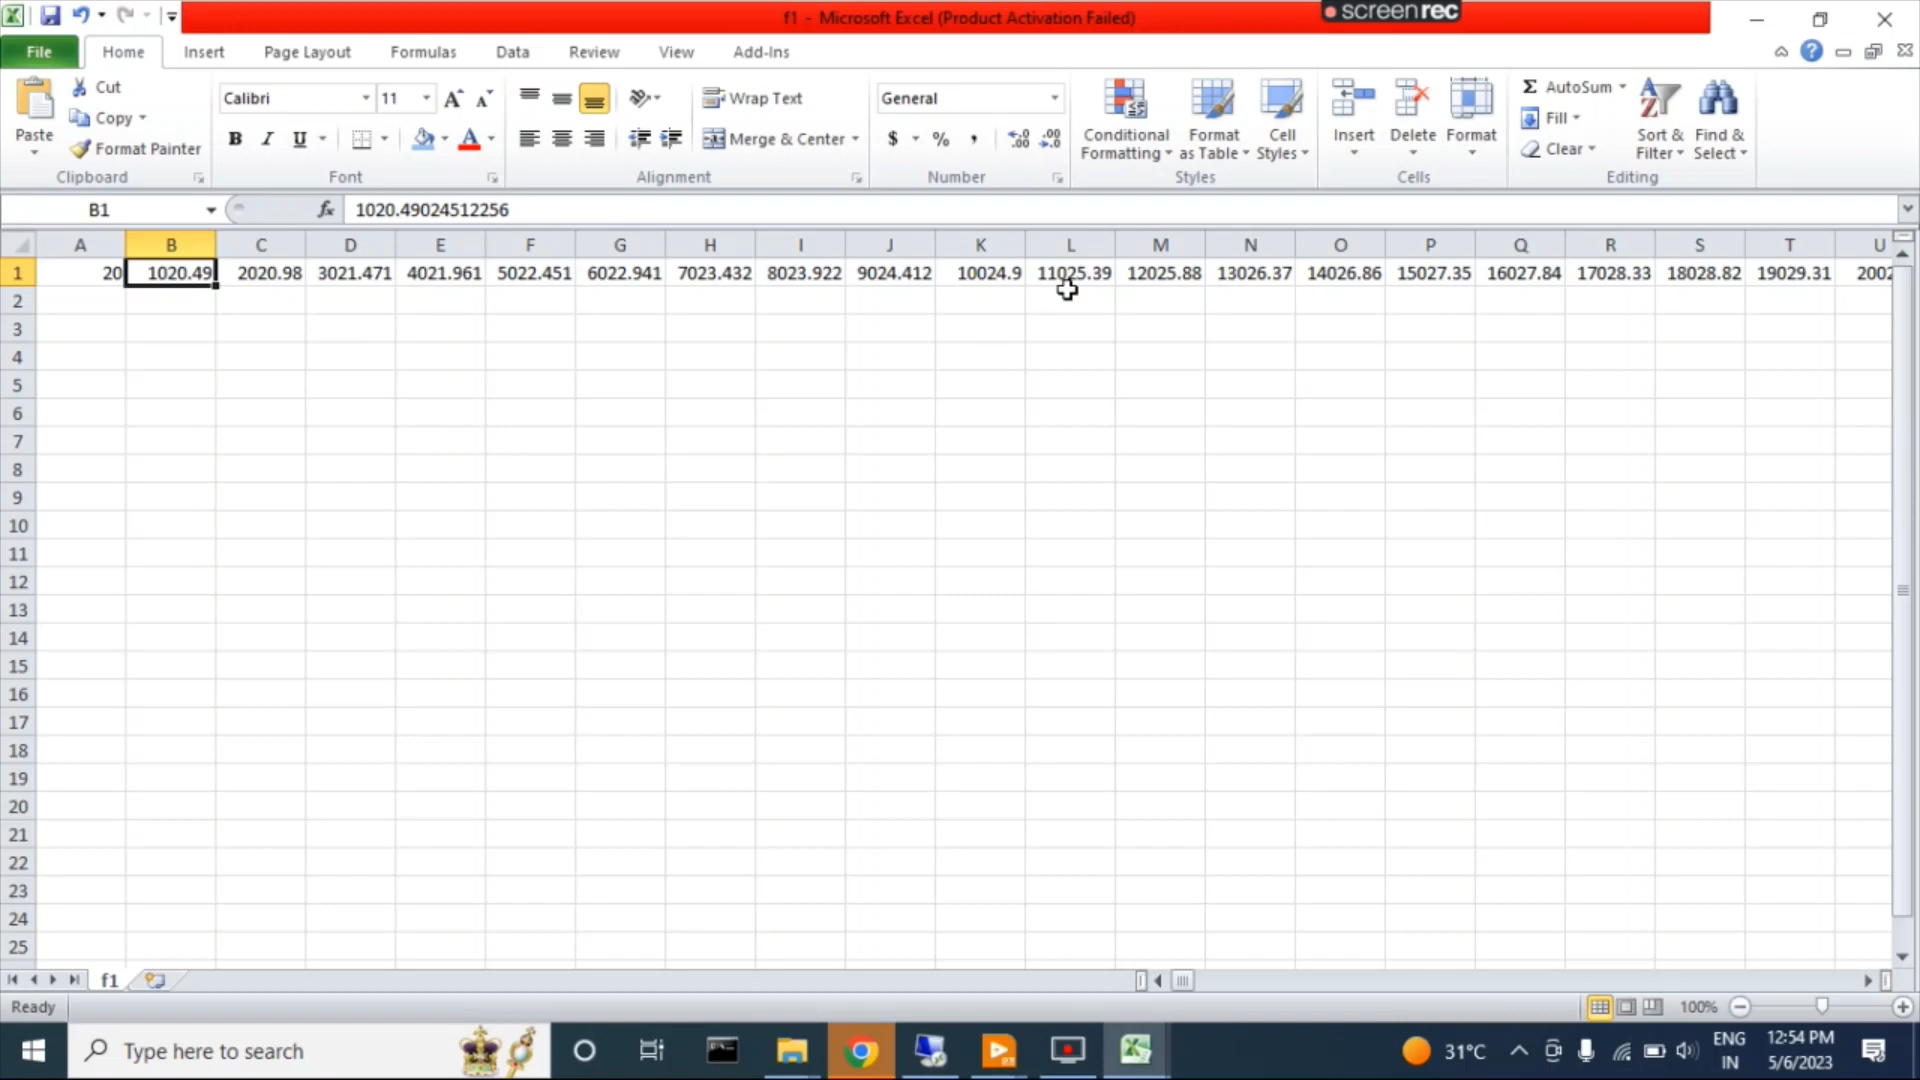 f1 - Microsoft Excel (Product Activation Failed)
screenrec
File Home Insert Page Layout Formulas Data Review View Add-Ins
Paste
Cut
Copy
Format Painter
Clipboard
Calibri 11
B I U
Font
Wrap Text
Merge & Center
Alignment
General
$ % ,
Number
Conditional Formatting
Format as Table
Cell Styles
Styles
Insert Delete Format
Cells
AutoSum
Fill
Clear
Sort & Filter
Find & Select
Editing
B1 fx 1020.49024512256
A B C D E F G H I J K L M N O P Q R S T U
1 20 1020.49 2020.98 3021.471 4021.961 5022.451 6022.941 7023.432 8023.922 9024.412 10024.9 11025.39 12025.88 13026.37 14026.86 15027.35 16027.84 17028.33 18028.82 19029.31 2002
2
3
4
5
6
7
8
9
10
11
12
13
14
15
16
17
18
19
20
21
22
23
24
25
f1
Ready 100%
Type here to search
31°C
ENG
IN
12:54 PM
5/6/2023